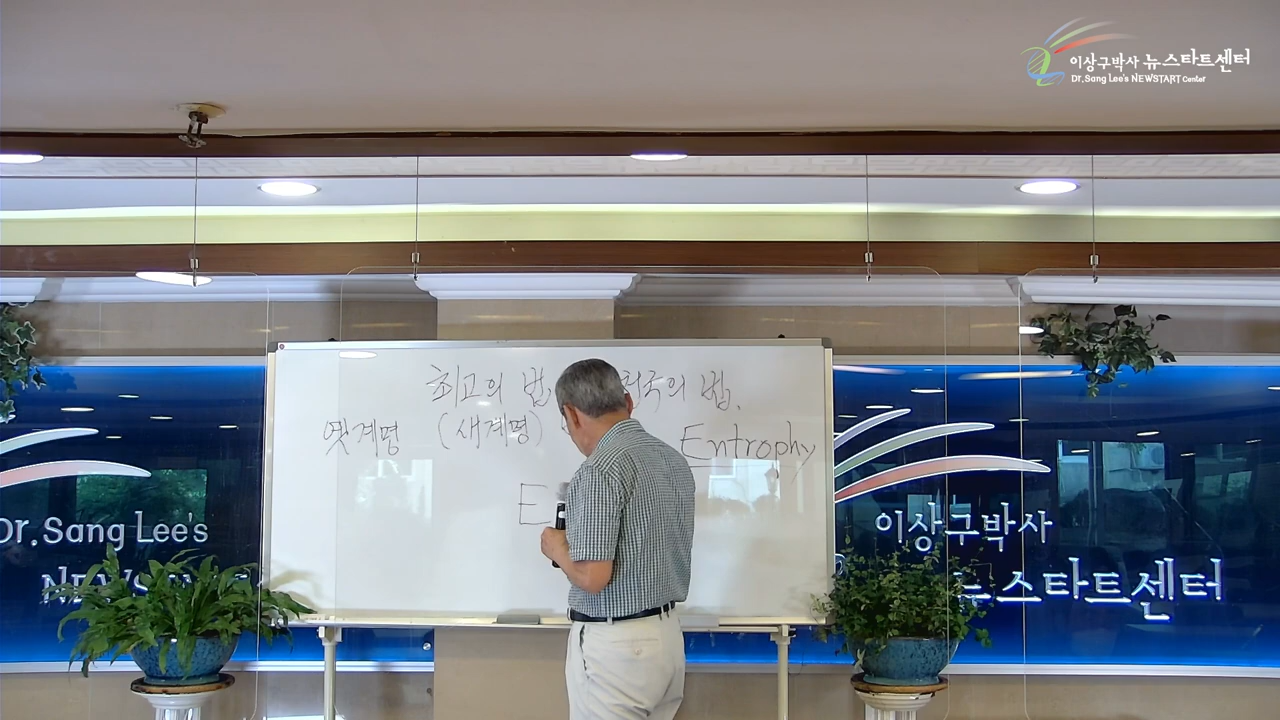 이상구박사 뉴스타트센터
Dr. Sang Lee's NEWSTART Center
최고의 법 천국의 법.
옛계명 (새계명) Entrophy
E
Dr. Sang Lee's
이상구박사
뉴스타트센터